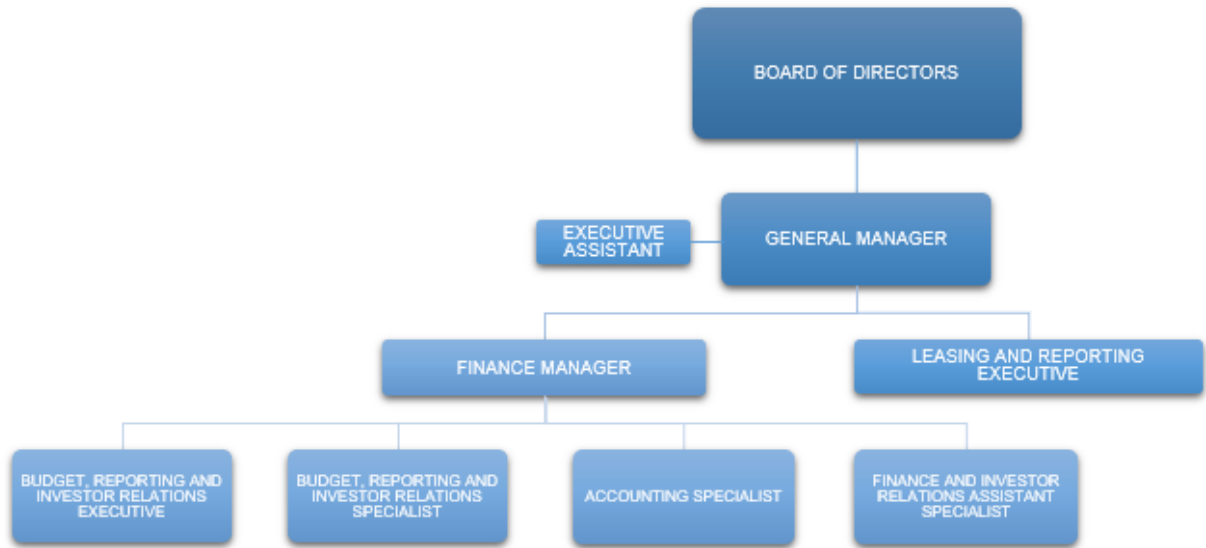 BOARD OF DIRECTORS
EXECUTIVE
ASSISTANT
GENERAL MANAGER
FINANCE MANAGER
LEASING AND REPORTING
EXECUTIVE
BUDGET, REPORTING AND
INVESTOR RELATIONS
EXECUTIVE
BUDGET, REPORTING AND
INVESTOR RELATIONS
SPECIALIST
ACCOUNTING SPECIALIST
FINANCE AND INVESTOR
RELATIONS ASSISTANT
SPECIALIST